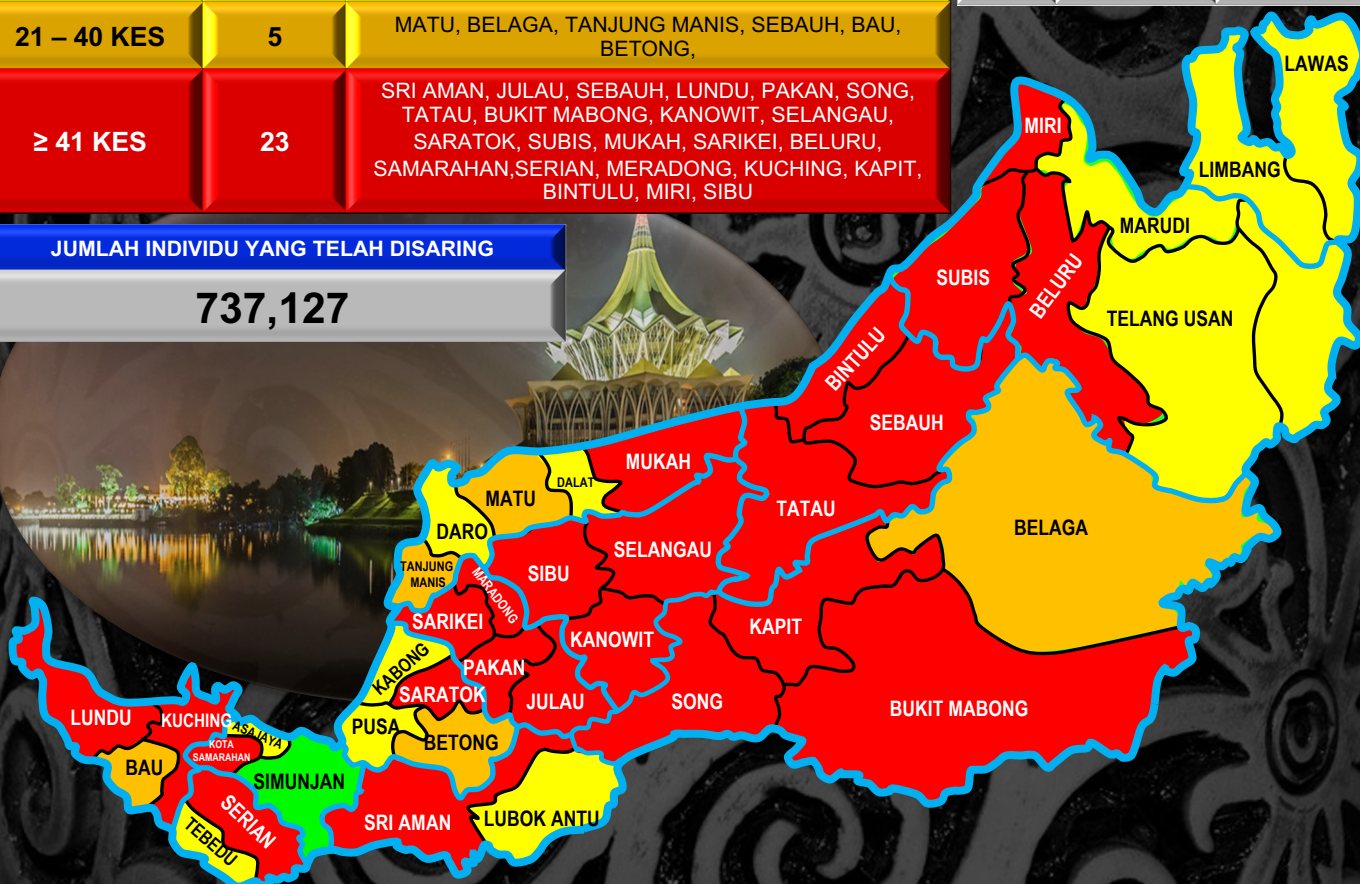 21 – 40 KES
5
MATU, BELAGA, TANJUNG MANIS, SEBAUH, BAU,
BETONG,
≥ 41 KES
23
SRI AMAN, JULAU, SEBAUH, LUNDU, PAKAN, SONG,
TATAU, BUKIT MABONG, KANOWIT, SELANGAU,
SARATOK, SUBIS, MUKAH, SARIKEI, BELURU,
SAMARAHAN,SERIAN, MERADONG, KUCHING, KAPIT,
BINTULU, MIRI, SIBU
JUMLAH INDIVIDU YANG TELAH DISARING
737,127
LAWAS
MIRI
LIMBANG
MARUDI
SUBIS
BELURU
TELANG USAN
BINTULU
SEBAUH
MUKAH
DALAT
MATU
TATAU
DARO
BELAGA
SELANGAU
TANJUNG
MANIS
SIBU
MARADONG
SARIKEI
KAPIT
KANOWIT
KABONG
PAKAN
SARATOK
JULAU
SONG
BUKIT MABONG
LUNDU
KUCHING
ASAJAYA
PUSA
BETONG
KOTA
SAMARAHAN
BAU
SIMUNJAN
SERIAN
SRI AMAN
LUBOK ANTU
TEBEDU